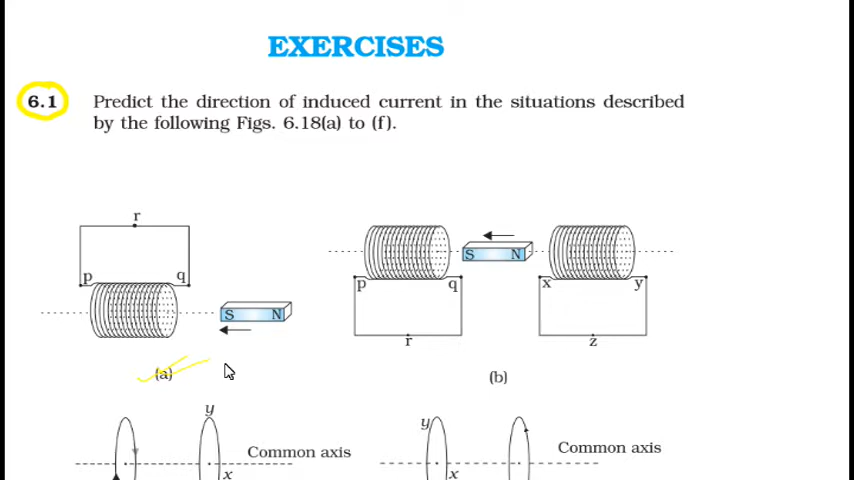 EXERCISES
6.1 Predict the direction of induced current in the situations described
by the following Figs. 6.18(a) to (f).
r
p q
S N
(a)
S N
p q
r
x y
z
(b)
y
Common axis
x
y
Common axis
x